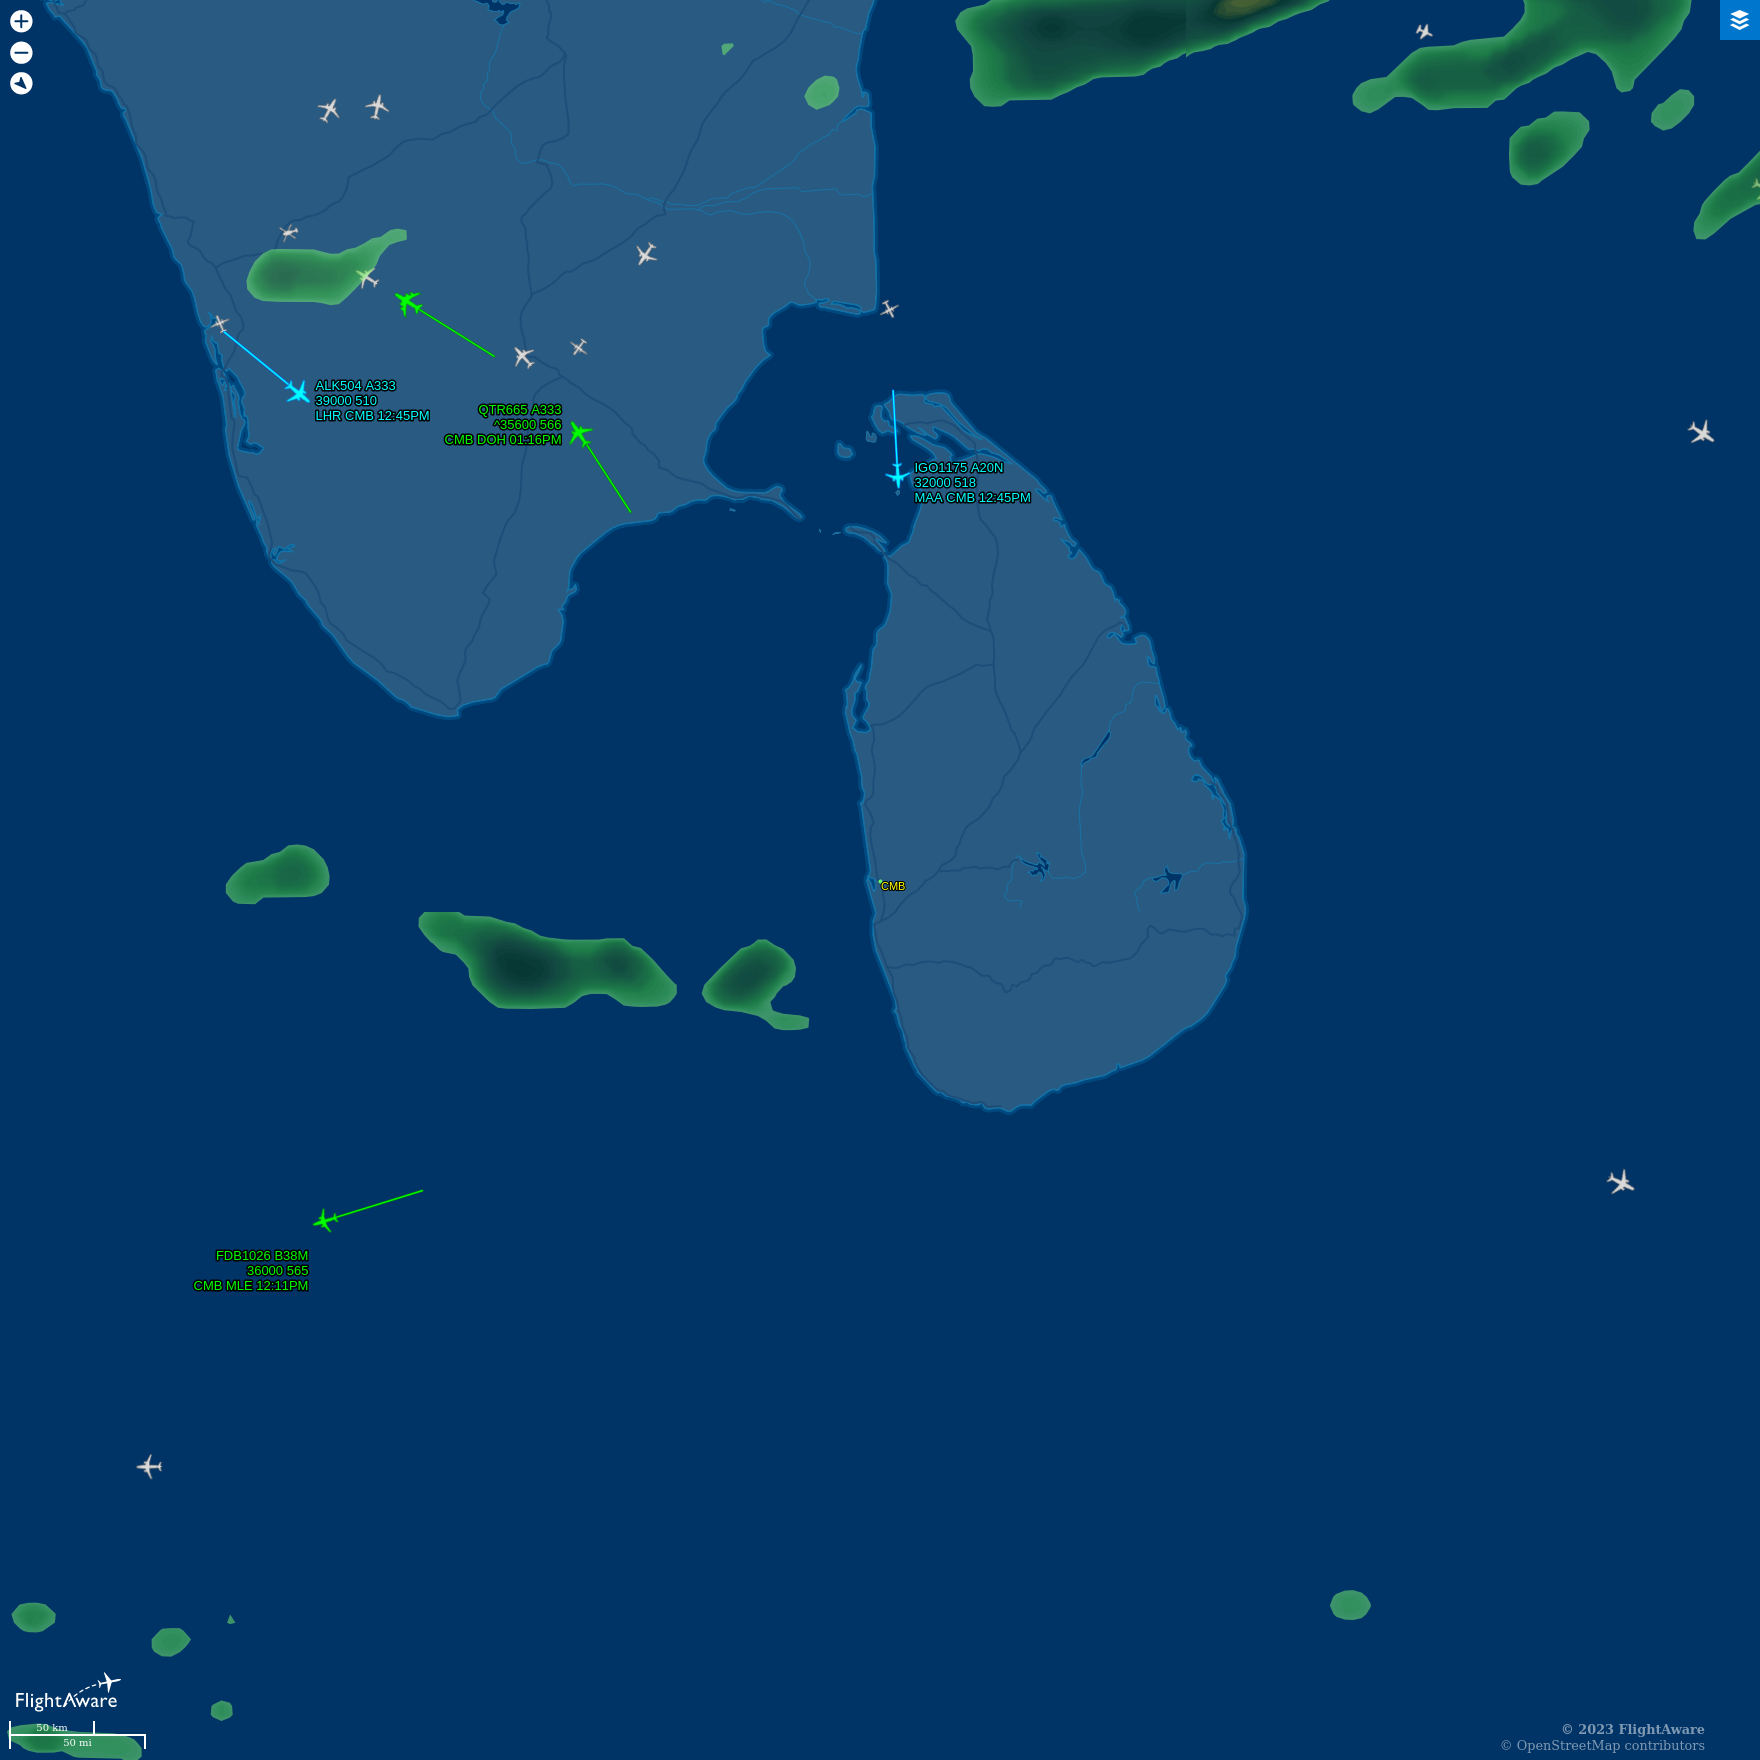 ALK504 A333
39000 510
LHR CMB 12:45PM
QTR665 A333
^35600 566
CMB DOH 01:16PM
IGO1175 A20N
32000 518
MAA CMB 12:45PM
CMB
FDB1026 B38M
36000 565
CMB MLE 12:11PM
FlightAware
50 km
50 mi
© 2023 FlightAware
© OpenStreetMap contributors